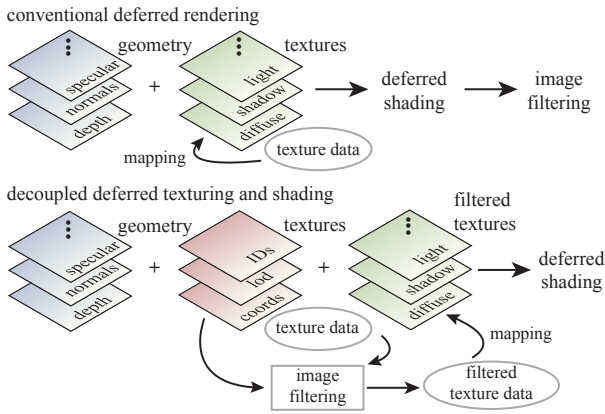 conventional deferred rendering
geometry
textures
specular
normals
depth
+
light
shadow
diffuse
deferred
shading
image
filtering
mapping
texture data
decoupled deferred texturing and shading
geometry
textures
filtered
textures
specular
normals
depth
+
IDs
lod
coords
+
light
shadow
diffuse
deferred
shading
texture data
mapping
image
filtering
filtered
texture data